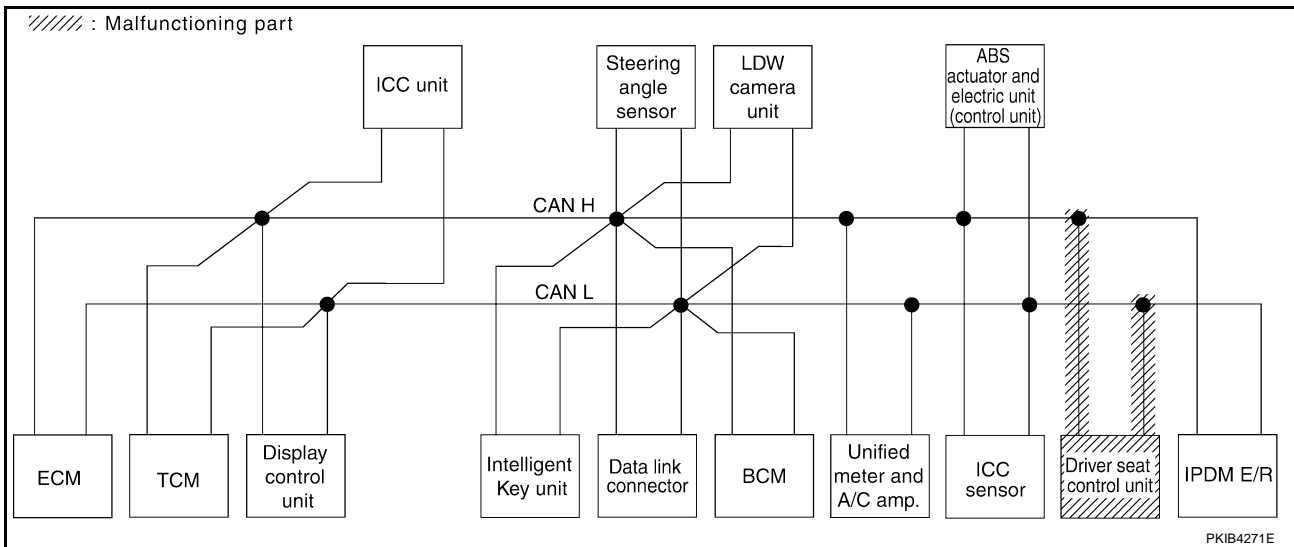 : Malfunctioning part
ICC unit
Steering
angle
sensor
LDW
camera
unit
ABS
actuator and
electric unit
(control unit)
CAN H
CAN L
ECM
TCM
Display
control
unit
Intelligent
Key unit
Data link
connector
BCM
Unified
meter and
A/C amp.
ICC
sensor
Driver seat
control unit
IPDM E/R
PKIB4271E